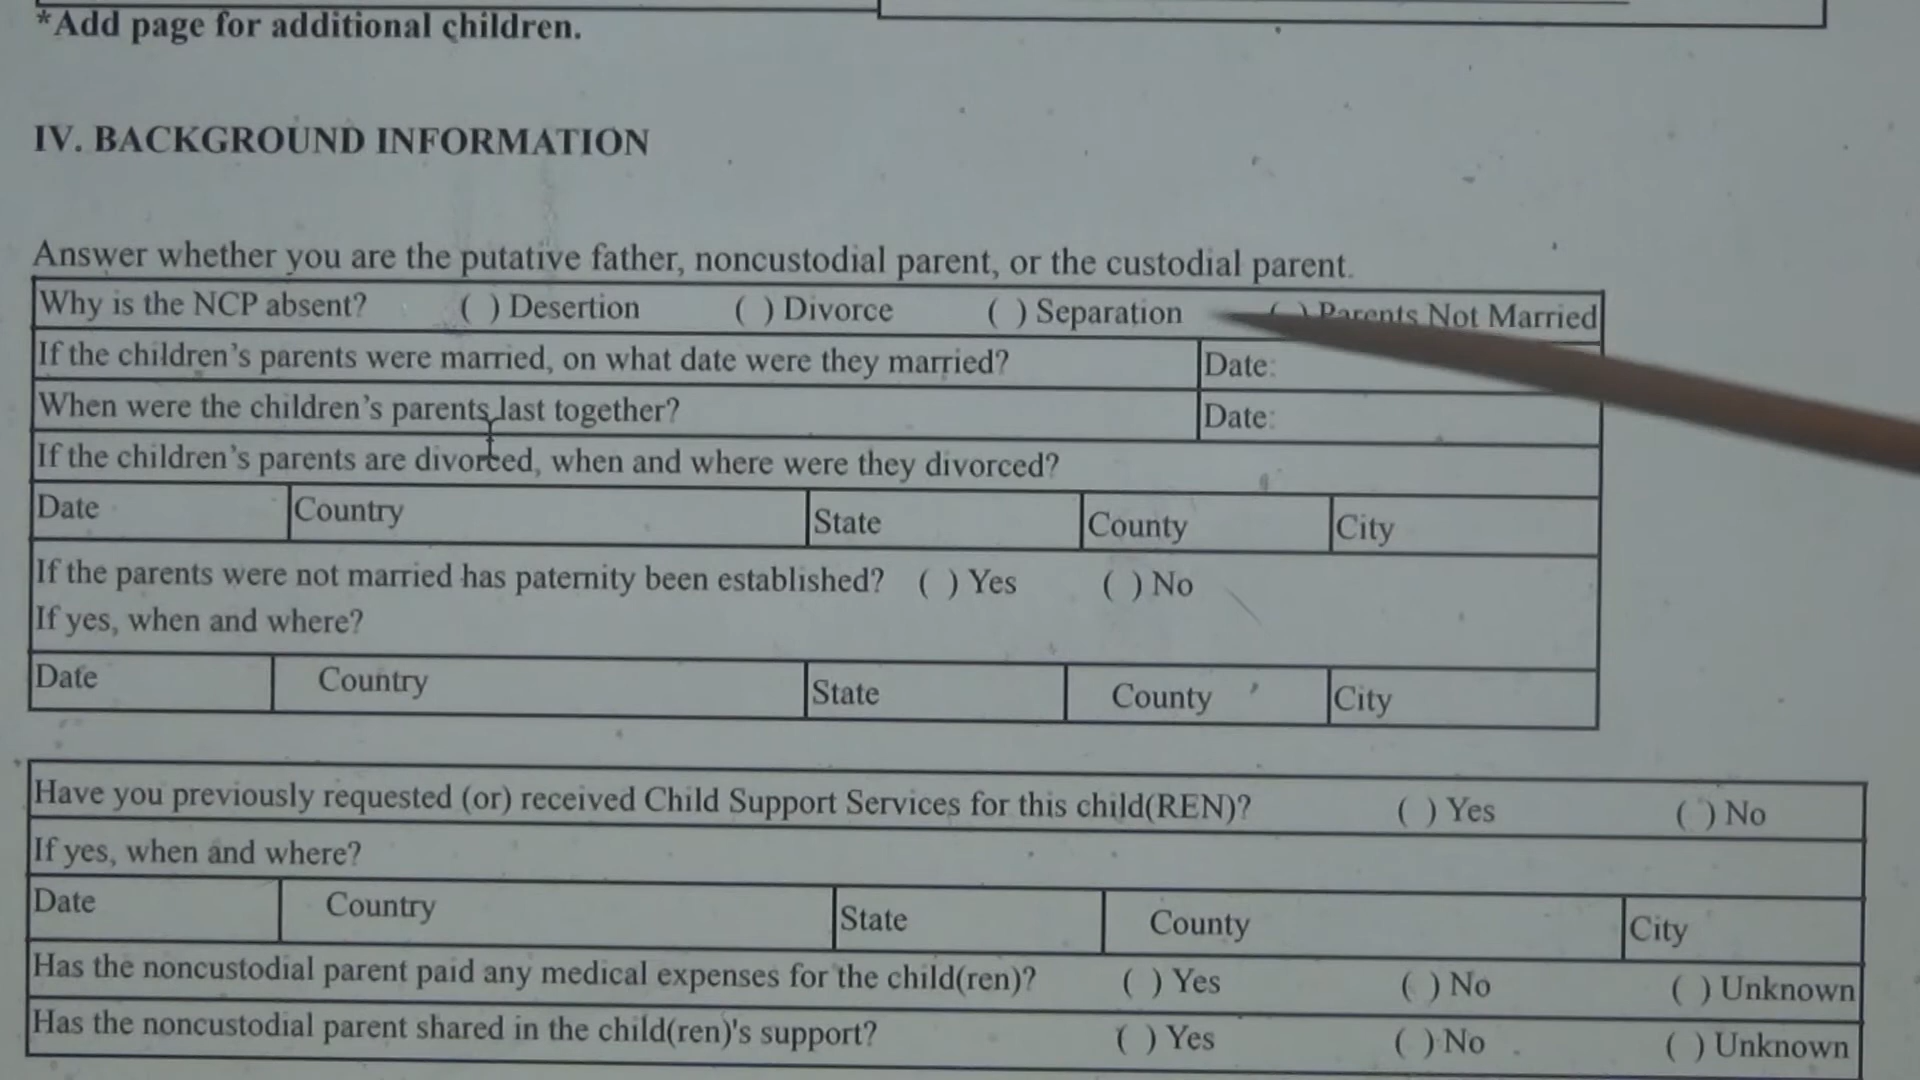 *Add page for additional children.
IV. BACKGROUND INFORMATION
Answer whether you are the putative father, noncustodial parent, or the custodial parent.
Why is the NCP absent? ( ) Desertion ( ) Divorce ( ) Separation ( ) Parents Not Married
If the children's parents were married, on what date were they married? Date:
When were the children's parents last together? Date:
If the children's parents are divorced, when and where were they divorced?
Date Country State County City
If the parents were not married has paternity been established? ( ) Yes ( ) No
If yes, when and where?
Date Country State County City
Have you previously requested (or) received Child Support Services for this child(REN)? ( ) Yes ( ) No
If yes, when and where?
Date Country State County City
Has the noncustodial parent paid any medical expenses for the child(ren)? ( ) Yes ( ) No ( ) Unknown
Has the noncustodial parent shared in the child(ren)'s support? ( ) Yes ( ) No ( ) Unknown